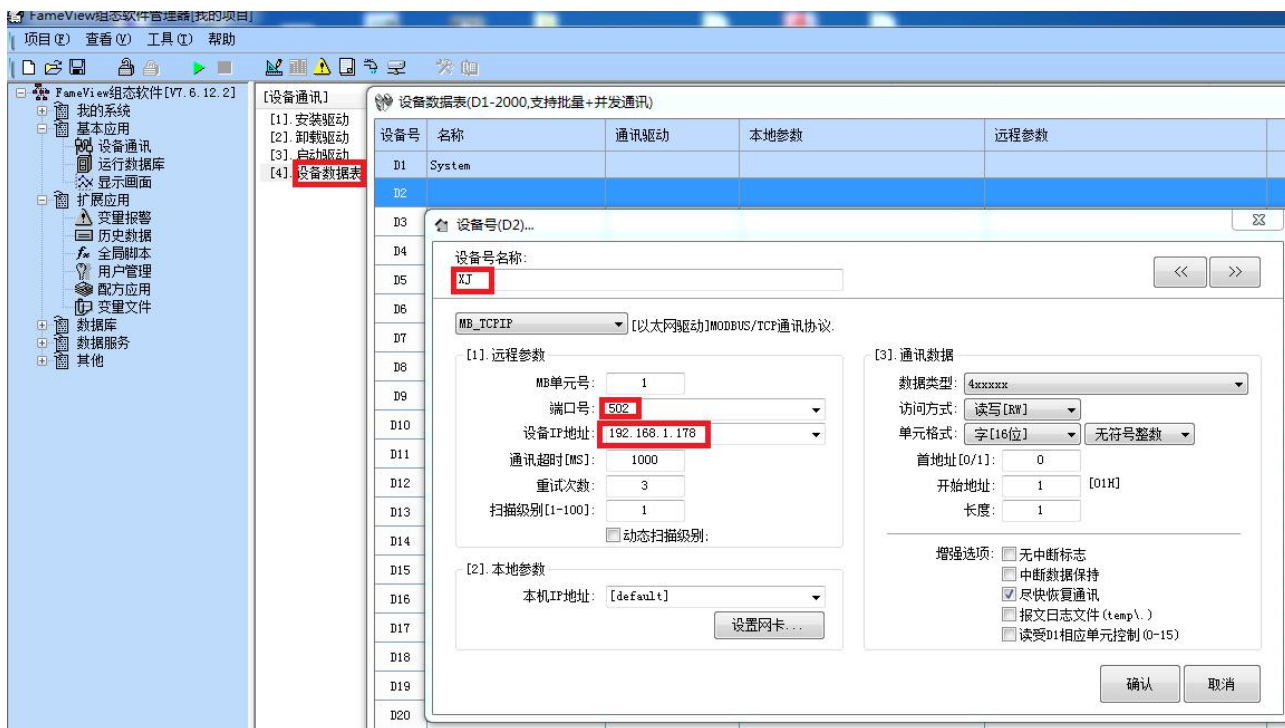 FameView组态软件管理器[我的项目]
项目(F) 查看(V) 工具(T) 帮助
FameView组态软件[V7.6.12.2]
我的系统
基本应用
设备通讯
运行数据库
显示画面
扩展应用
变量报警
历史数据
全局脚本
用户管理
配方应用
变量文件
数据库
数据服务
其他
[设备通讯]
[1].安装驱动
[2].卸载驱动
[3].启动驱动
[4].设备数据表
设备数据表(D1-2000,支持批量+并发通讯)
设备号 名称 通讯驱动 本地参数 远程参数
D1 System
D2
D3
D4
D5
D6
D7
D8
D9
D10
D11
D12
D13
D14
D15
D16
D17
D18
D19
D20
设备号(D2)...
设备号名称:
XJ
<< >>
MB_TCPIP [以太网驱动]MODBUS/TCP通讯协议.
[1].远程参数
MB单元号: 1
端口号: 502
设备IP地址: 192.168.1.178
通讯超时[MS]: 1000
重试次数: 3
扫描级别[1-100]: 1
动态扫描级别;
[2].本地参数
本机IP地址: [default]
设置网卡...
[3].通讯数据
数据类型: 4xxxxx
访问方式: 读写[RW]
单元格式: 字[16位] 无符号整数
首地址[0/1]: 0
开始地址: 1 [01H]
长度: 1
增强选项: 无中断标志
中断数据保持
尽快恢复通讯
报文日志文件(temp\.)
读受D1相应单元控制(0-15)
确认 取消